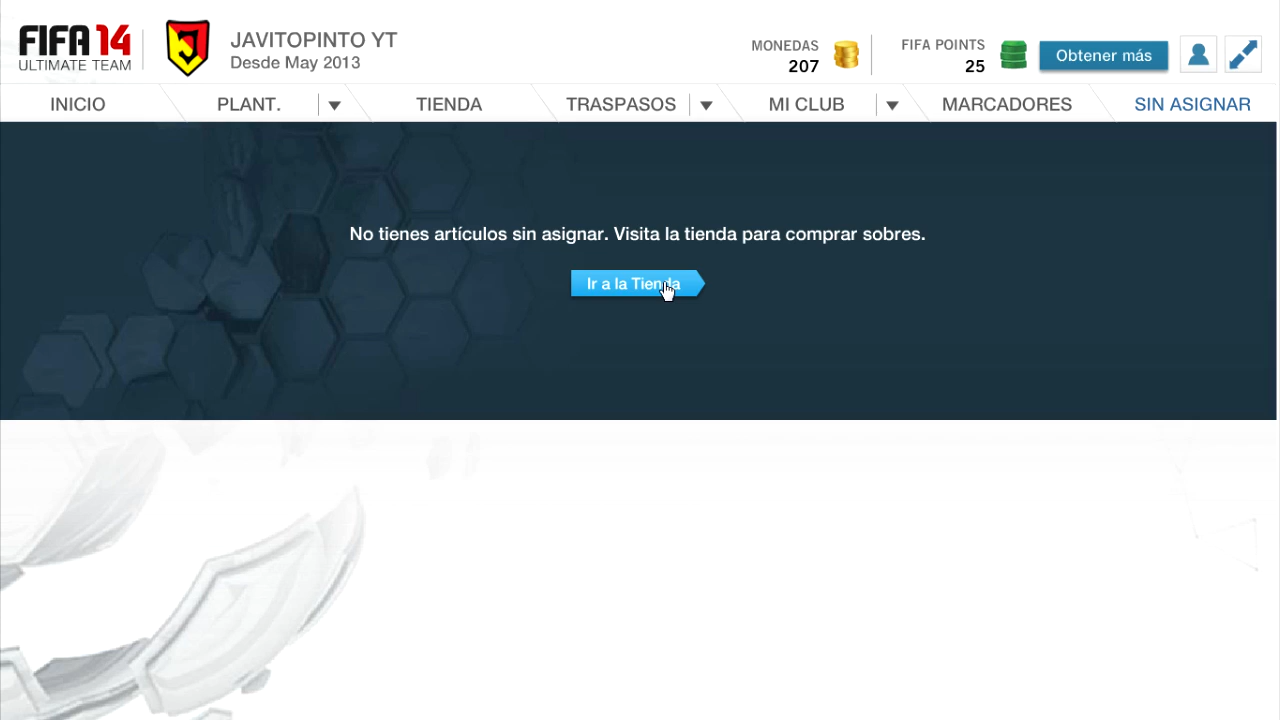 FIFA 14
ULTIMATE TEAM
J
JAVITOPINTO YT
Desde May 2013
MONEDAS
207
FIFA POINTS
25
Obtener más
INICIO
PLANT.
TIENDA
TRASPASOS
MI CLUB
MARCADORES
SIN ASIGNAR
No tienes artículos sin asignar. Visita la tienda para comprar sobres.
Ir a la Tienda